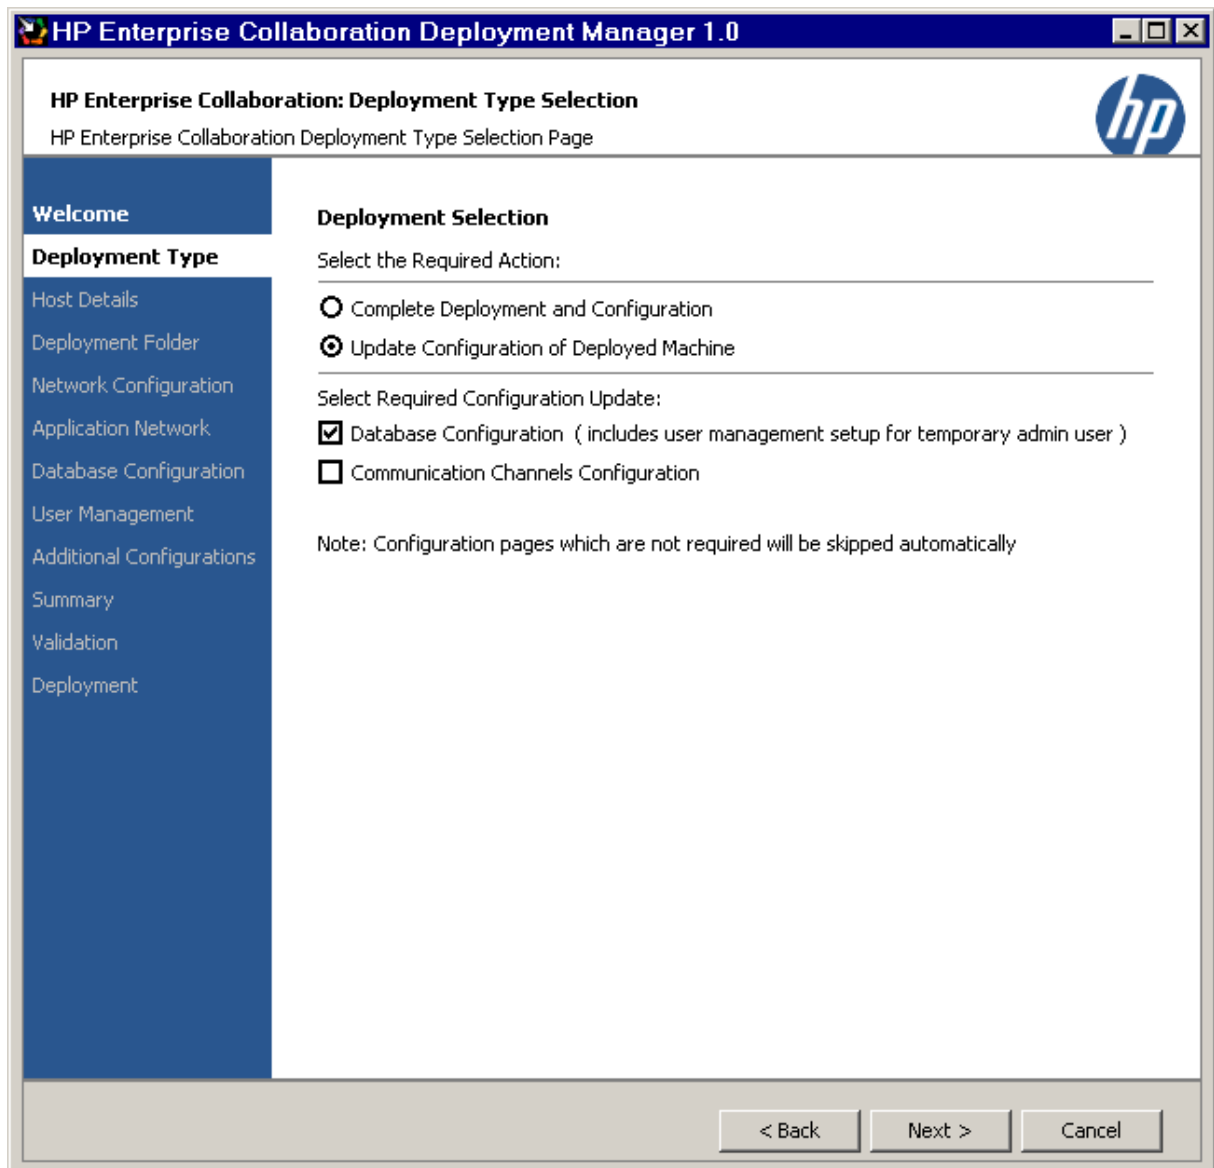 HP Enterprise Collaboration Deployment Manager 1.0
HP Enterprise Collaboration: Deployment Type Selection
HP Enterprise Collaboration Deployment Type Selection Page
hp
Welcome
Deployment Type
Host Details
Deployment Folder
Network Configuration
Application Network
Database Configuration
User Management
Additional Configurations
Summary
Validation
Deployment
Deployment Selection
Select the Required Action:
Complete Deployment and Configuration
Update Configuration of Deployed Machine
Select Required Configuration Update:
Database Configuration ( includes user management setup for temporary admin user )
Communication Channels Configuration
Note: Configuration pages which are not required will be skipped automatically
< Back
Next >
Cancel